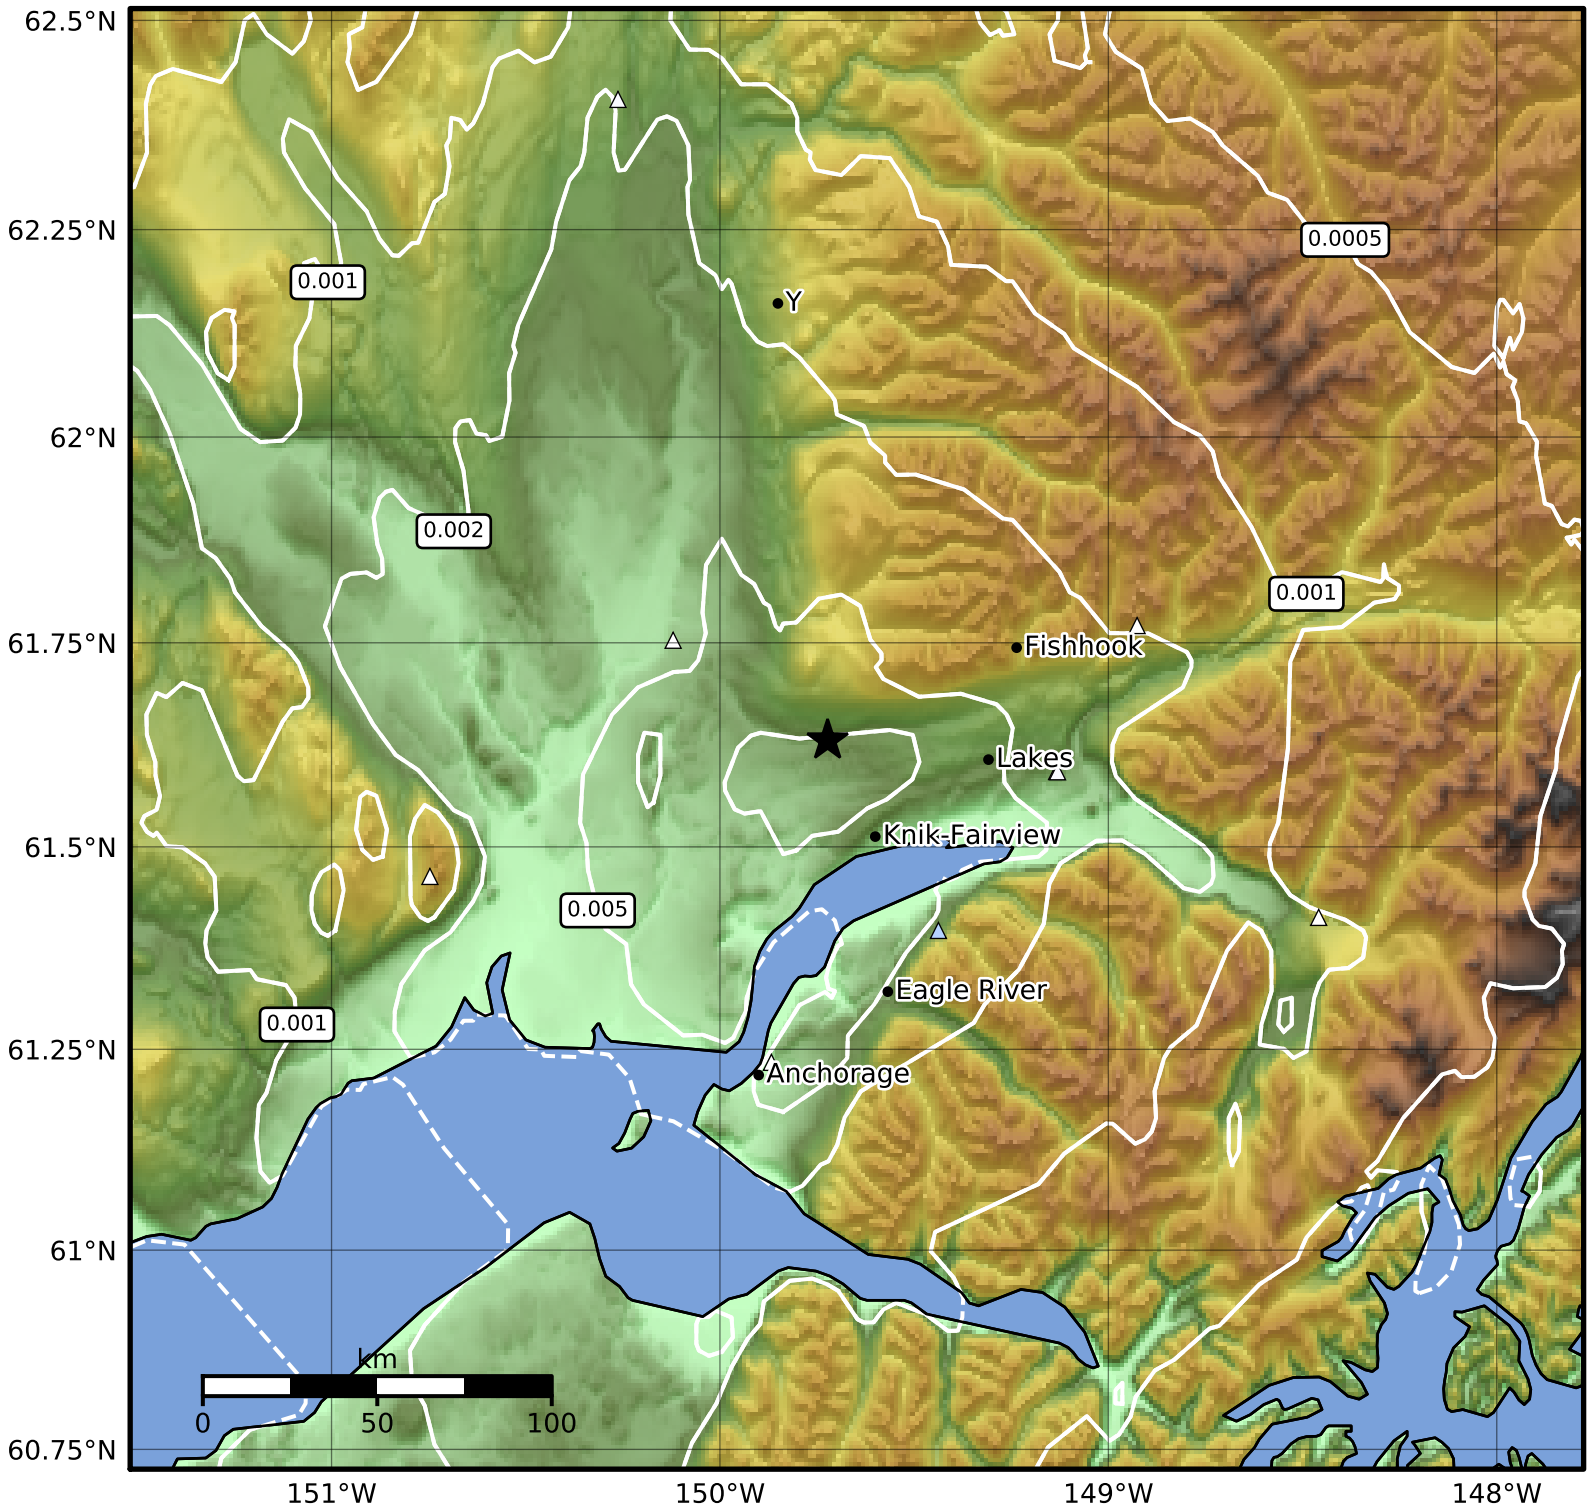 62.5°N
62.25°N
62°N
61.75°N
61.5°N
61.25°N
61°N
60.75°N
0.0005
0.001
Y
0.002
0.001
Fishhook
Lakes
Knik-Fairview
0.005
Eagle River
0.001
Anchorage
km
0 50 100
151°W 150°W 149°W 148°W